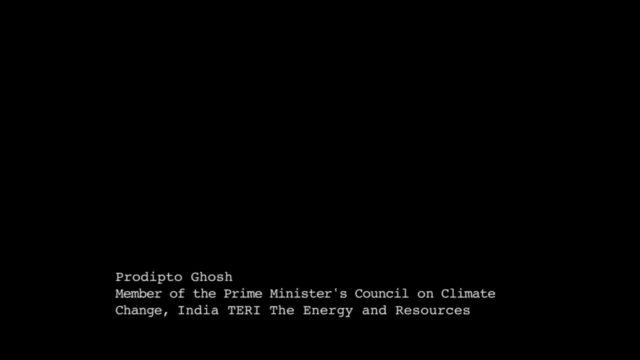 Prodipto Ghosh
Member of the Prime Minister's Council on Climate
Change, India TERI The Energy and Resources